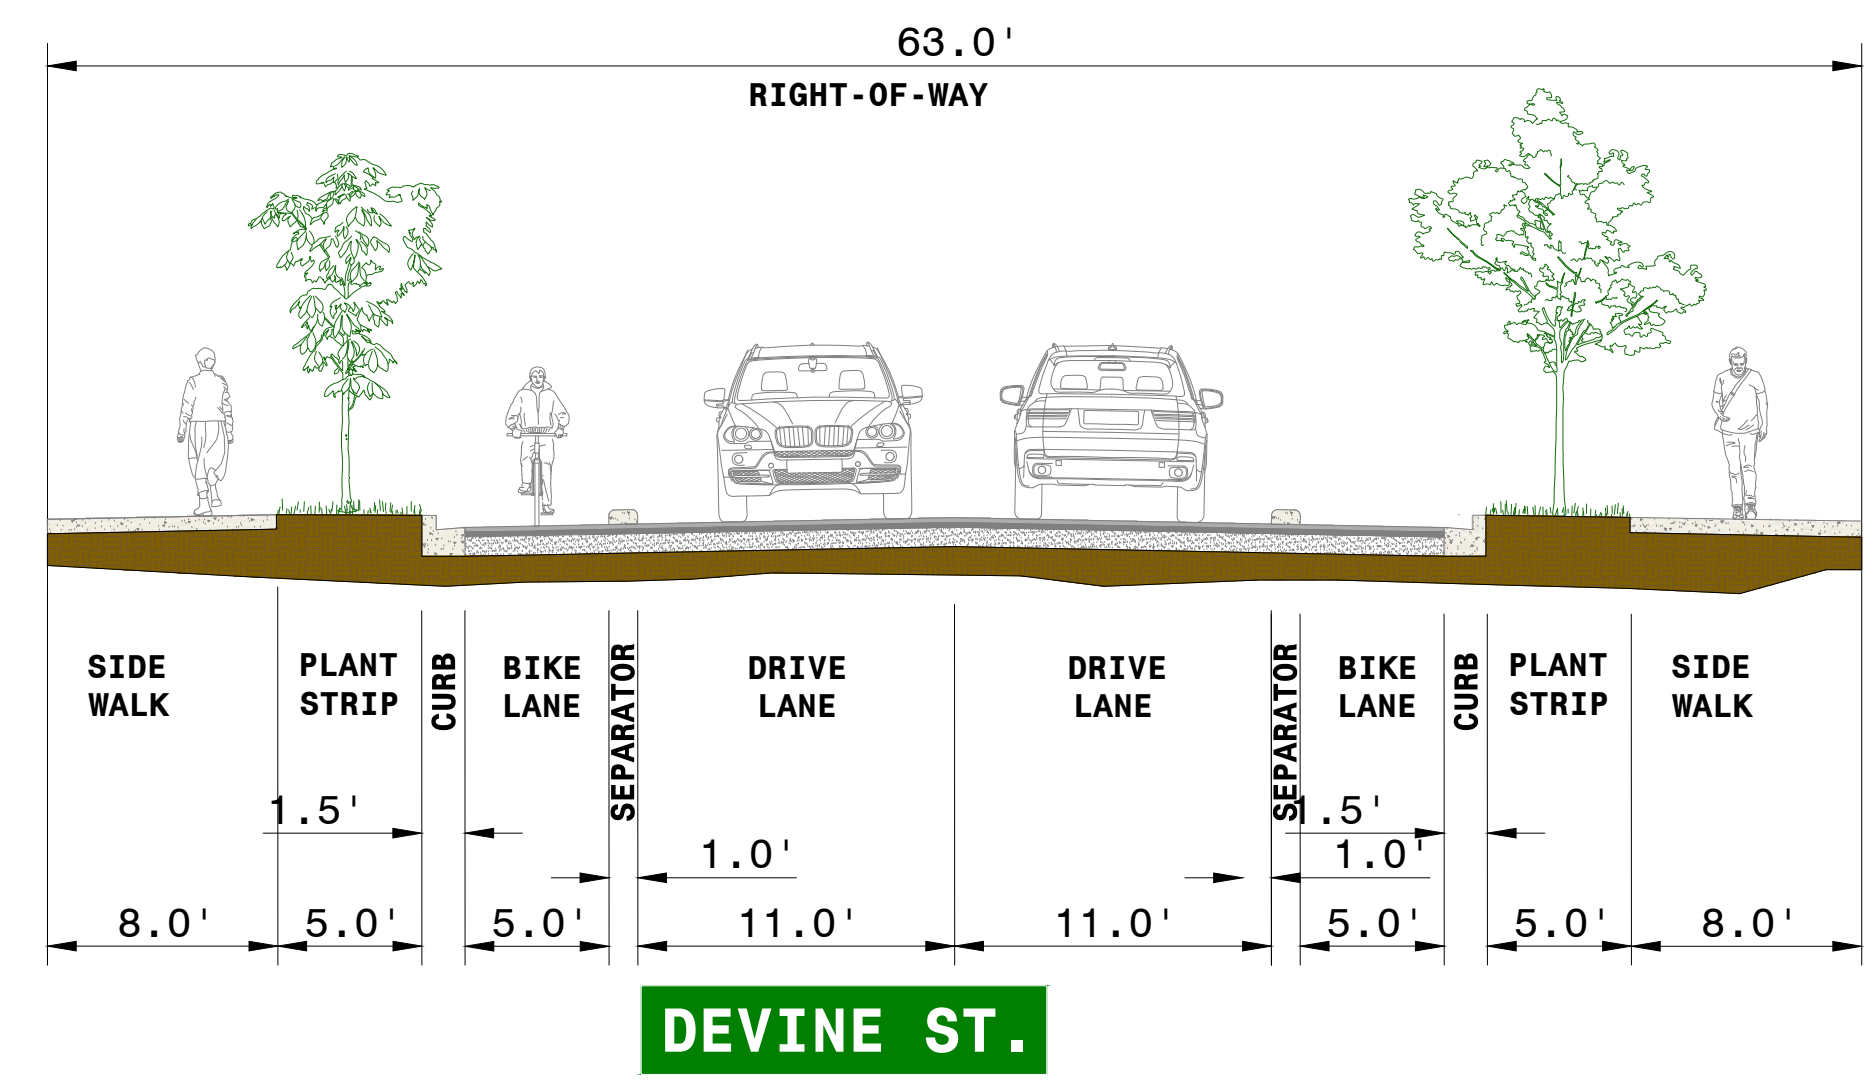 63.0'
RIGHT-OF-WAY
SIDE
WALK
PLANT
STRIP
CURB
BIKE
LANE
SEPARATOR
DRIVE
LANE
DRIVE
LANE
SEPARATOR
BIKE
LANE
CURB
PLANT
STRIP
SIDE
WALK
1.5'
1.5'
1.0'
1.0'
8.0'
5.0'
5.0'
11.0'
11.0'
5.0'
5.0'
8.0'
DEVINE ST.